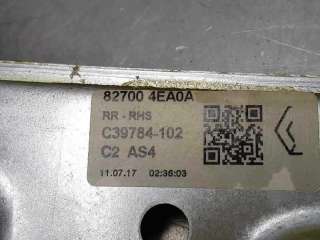 82700 4EA0A
RR - RHS
C39784-102
C2 AS4
11.07.17 02:36:03